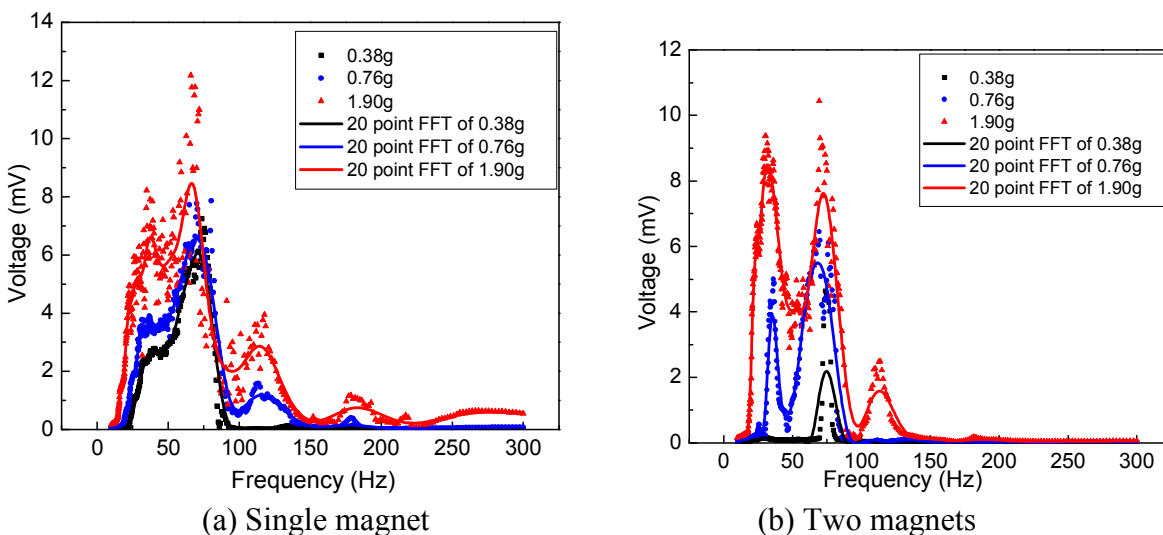 14
12
10
8
6
4
2
0
Voltage (mV)
0.38g
0.76g
1.90g
20 point FFT of 0.38g
20 point FFT of 0.76g
20 point FFT of 1.90g
0 50 100 150 200 250 300
Frequency (Hz)
(a) Single magnet
12
10
8
6
4
2
0
Voltage (mV)
0.38g
0.76g
1.90g
20 point FFT of 0.38g
20 point FFT of 0.76g
20 point FFT of 1.90g
0 50 100 150 200 250 300
Frequency (Hz)
(b) Two magnets